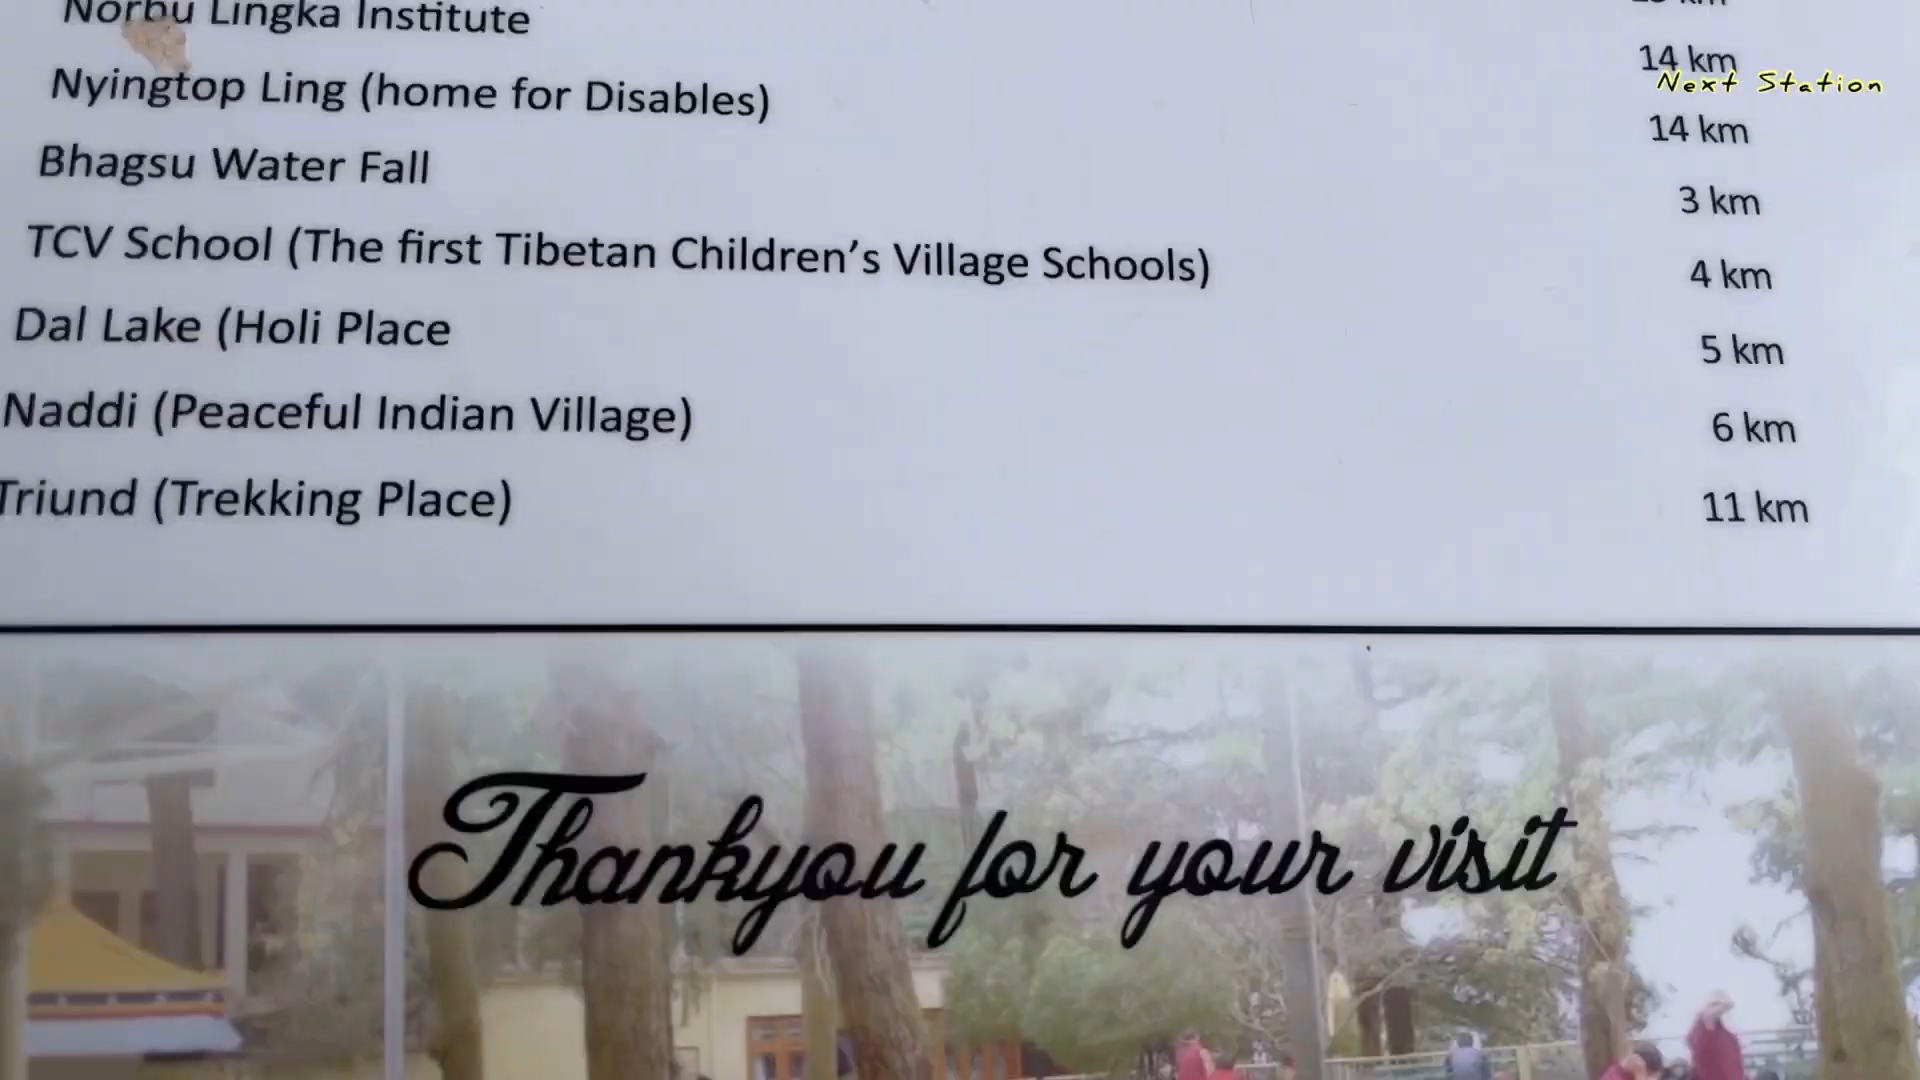 Norbu Lingka Institute 14 km
Nyingtop Ling (home for Disables) 14 km
Bhagsu Water Fall 3 km
TCV School (The first Tibetan Children's Village Schools) 4 km
Dal Lake (Holi Place 5 km
Naddi (Peaceful Indian Village) 6 km
Triund (Trekking Place) 11 km
Thankyou for your visit
Next Station